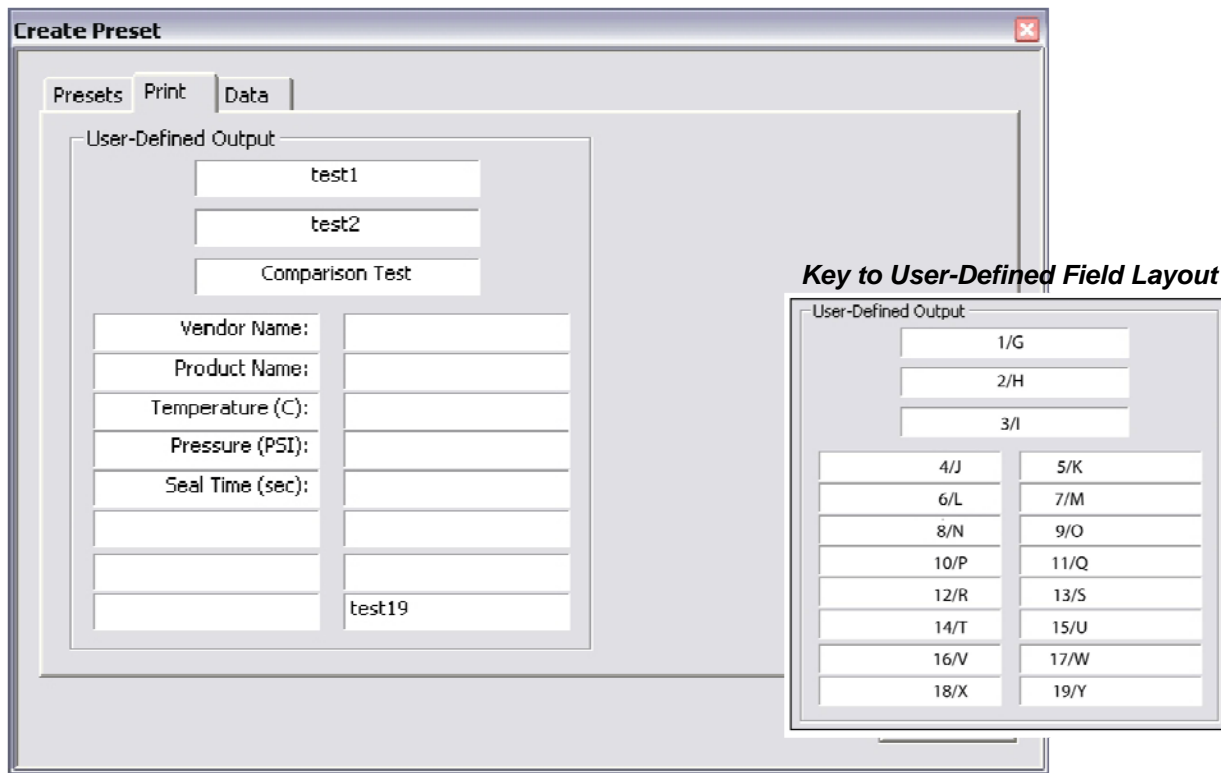 Create Preset
Presets Print Data
User-Defined Output
test1
test2
Comparison Test
Vendor Name:
Product Name:
Temperature (C):
Pressure (PSI):
Seal Time (sec):
test19
Key to User-Defined Field Layout
User-Defined Output
1/G
2/H
3/I
4/J 5/K
6/L 7/M
8/N 9/O
10/P 11/Q
12/R 13/S
14/T 15/U
16/V 17/W
18/X 19/Y